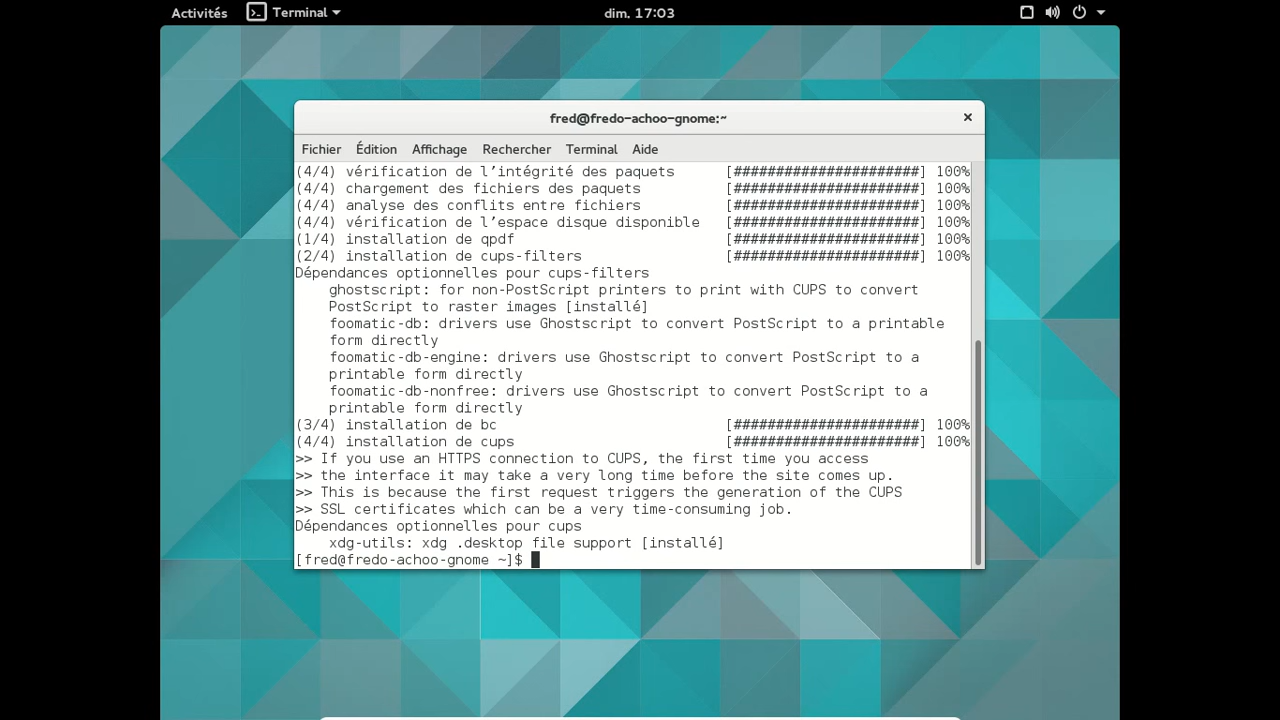 Activités Terminal dim. 17:03
fred@fredo-achoo-gnome:~ ×
Fichier Édition Affichage Rechercher Terminal Aide
(4/4) vérification de l’intégrité des paquets [######################] 100%
(4/4) chargement des fichiers des paquets [######################] 100%
(4/4) analyse des conflits entre fichiers [######################] 100%
(4/4) vérification de l’espace disque disponible [######################] 100%
(1/4) installation de qpdf [######################] 100%
(2/4) installation de cups-filters [######################] 100%
Dépendances optionnelles pour cups-filters
ghostscript: for non-PostScript printers to print with CUPS to convert
PostScript to raster images [installé]
foomatic-db: drivers use Ghostscript to convert PostScript to a printable
form directly
foomatic-db-engine: drivers use Ghostscript to convert PostScript to a
printable form directly
foomatic-db-nonfree: drivers use Ghostscript to convert PostScript to a
printable form directly
(3/4) installation de bc [######################] 100%
(4/4) installation de cups [######################] 100%
>> If you use an HTTPS connection to CUPS, the first time you access
>> the interface it may take a very long time before the site comes up.
>> This is because the first request triggers the generation of the CUPS
>> SSL certificates which can be a very time-consuming job.
Dépendances optionnelles pour cups
xdg-utils: xdg .desktop file support [installé]
[fred@fredo-achoo-gnome ~]$